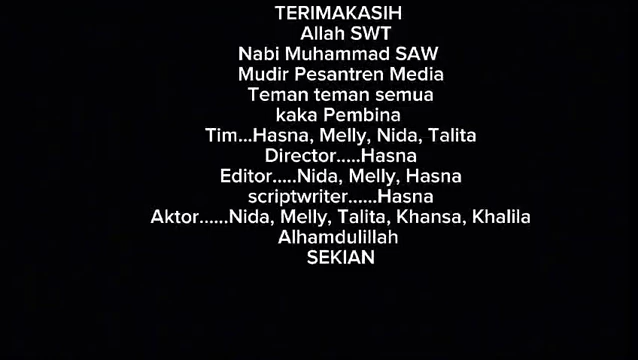 TERIMAKASIH
Allah SWT
Nabi Muhammad SAW
Mudir Pesantren Media
Teman teman semua
kaka Pembina
Tim...Hasna, Melly, Nida, Talita
Director.....Hasna
Editor.....Nida, Melly, Hasna
scriptwriter......Hasna
Aktor......Nida, Melly, Talita, Khansa, Khalila
Alhamdulillah
SEKIAN